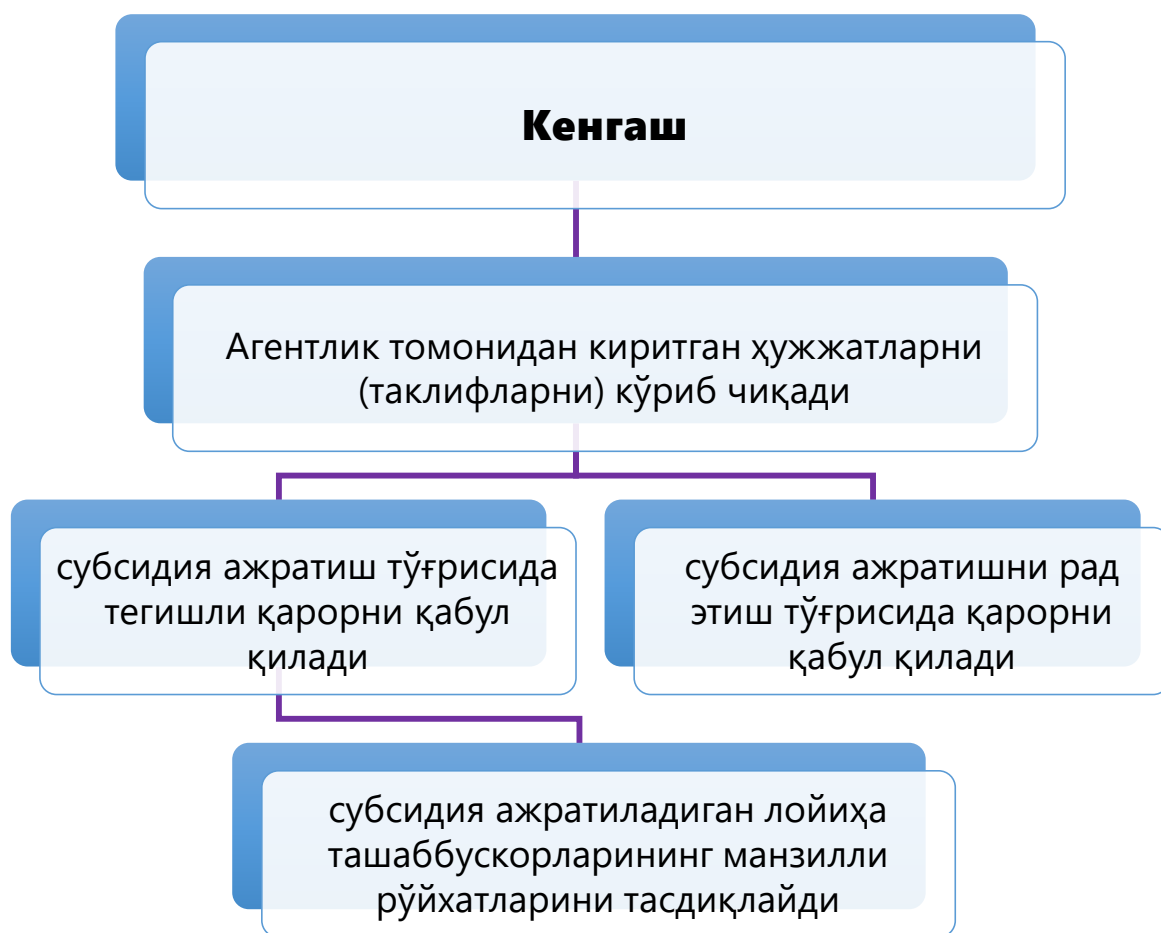 Кенгаш
Агентлик томонидан киритган ҳужжатларни
(таклифларни) кўриб чиқади
субсидия ажратиш тўғрисида
тегишли қарорни қабул
қилади
субсидия ажратишни рад
этиш тўғрисида қарорни
қабул қилади
субсидия ажратиладиган лойиҳа
ташаббускорларининг манзилли
рўйхатларини тасдиқлайди